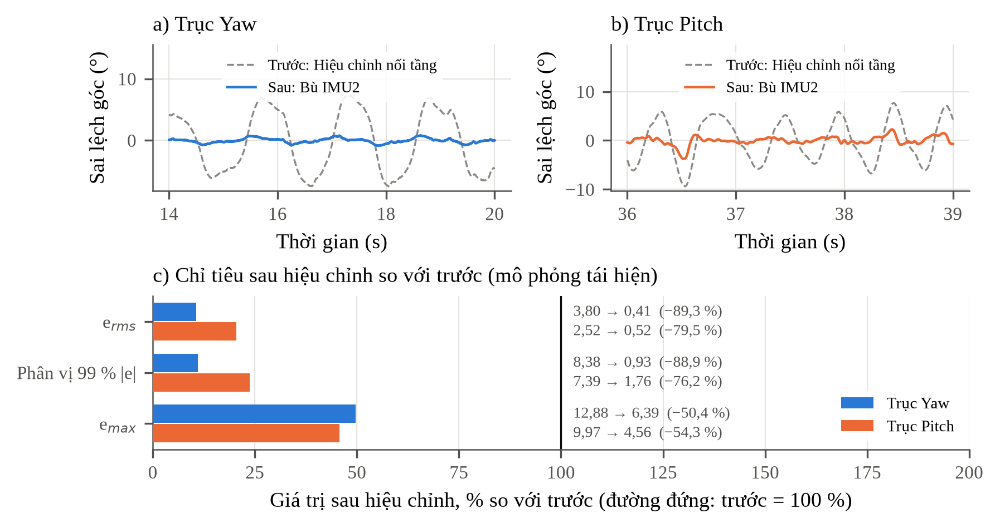 a) Trục Yaw
Sai lệch góc (°)
10
0
Trước: Hiệu chỉnh nối tầng
Sau: Bù IMU2
14 16 18 20
Thời gian (s)
b) Trục Pitch
Sai lệch góc (°)
10
0
−10
Trước: Hiệu chỉnh nối tầng
Sau: Bù IMU2
36 37 38 39
Thời gian (s)
c) Chỉ tiêu sau hiệu chỉnh so với trước (mô phỏng tái hiện)
erms
3,80 → 0,41 (−89,3 %)
2,52 → 0,52 (−79,5 %)
Phân vị 99 % |e|
8,38 → 0,93 (−88,9 %)
7,39 → 1,76 (−76,2 %)
emax
12,88 → 6,39 (−50,4 %)
9,97 → 4,56 (−54,3 %)
Trục Yaw
Trục Pitch
0 25 50 75 100 125 150 175 200
Giá trị sau hiệu chỉnh, % so với trước (đường đứng: trước = 100 %)